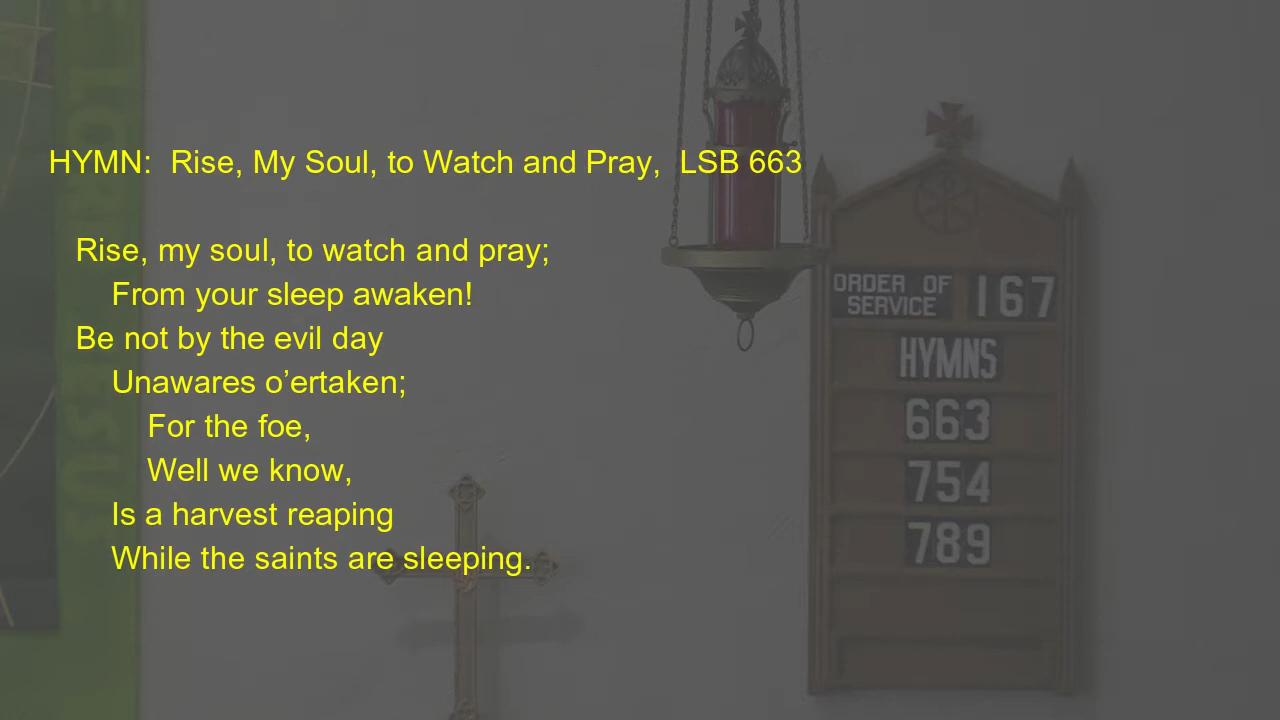 HYMN:  Rise, My Soul, to Watch and Pray,  LSB 663
Rise, my soul, to watch and pray;
From your sleep awaken!
Be not by the evil day
Unawares o’ertaken;
For the foe,
Well we know,
Is a harvest reaping
While the saints are sleeping.
ORDER OF
SERVICE
167
HYMNS
663
754
789